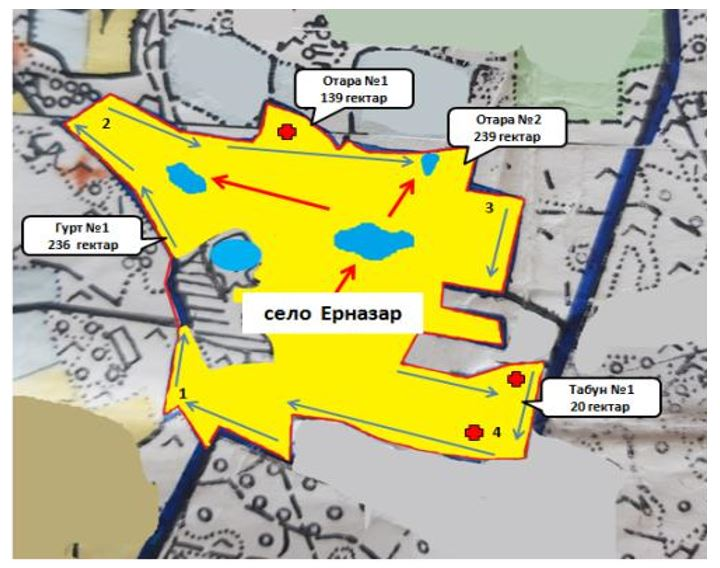 Отара №1
139 гектар
Отара №2
239 гектар
2
3
Гурт №1
236 гектар
село Ерназар
1
Табун №1
20 гектар
4